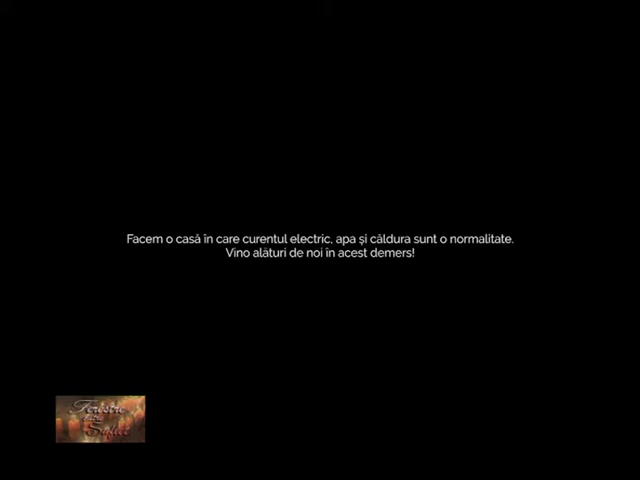 Facem o casă în care curentul electric, apa și căldura sunt o normalitate.
Vino alături de noi în acest demers!
Ferestre
către
Suflet